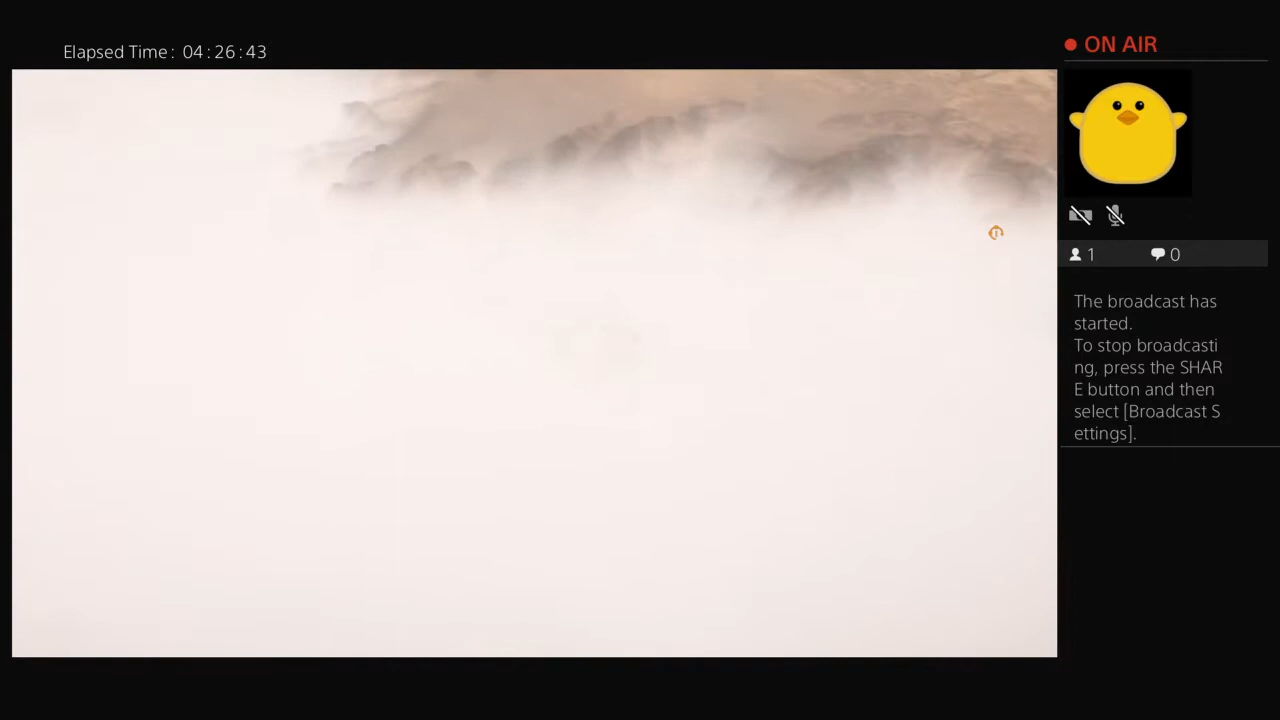 Elapsed Time: 04:26:43
ON AIR
1 0
The broadcast has
started.
To stop broadcasti
ng, press the SHAR
E button and then
select [Broadcast S
ettings].